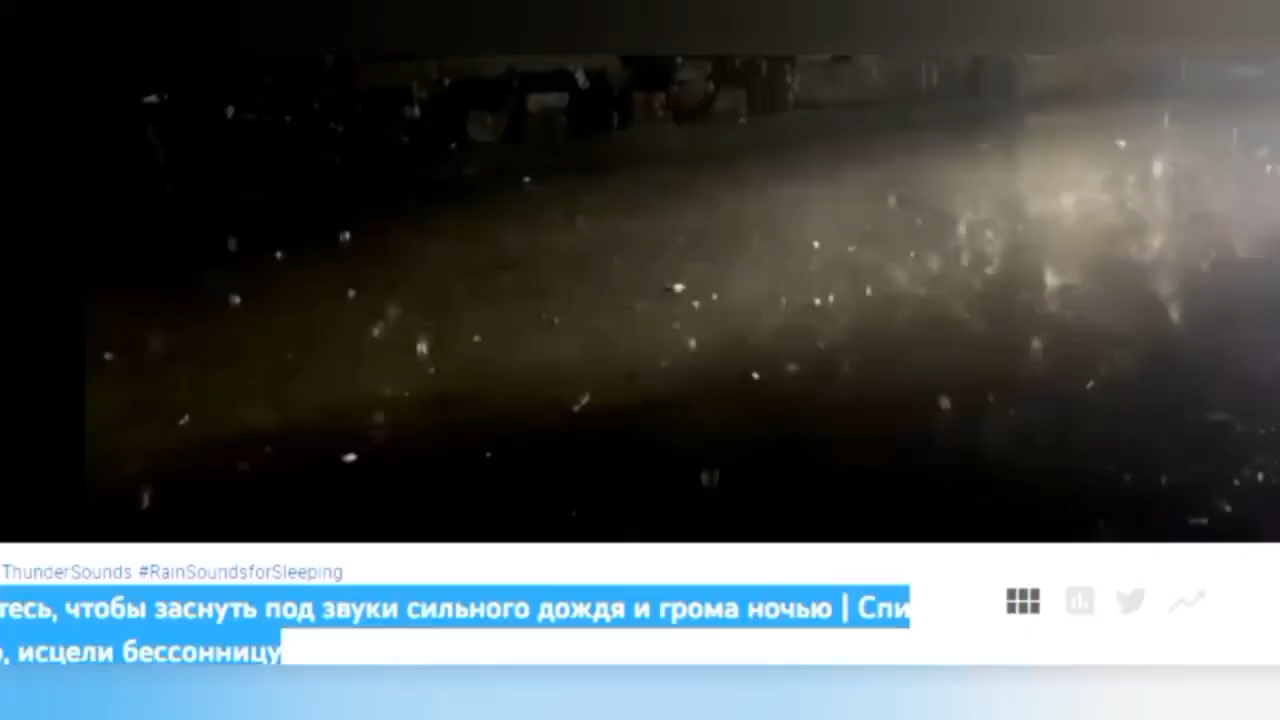 ThunderSounds #RainSoundsforSleeping
тесь, чтобы заснуть под звуки сильного дождя и грома ночью | Спи
, исцели бессонницу